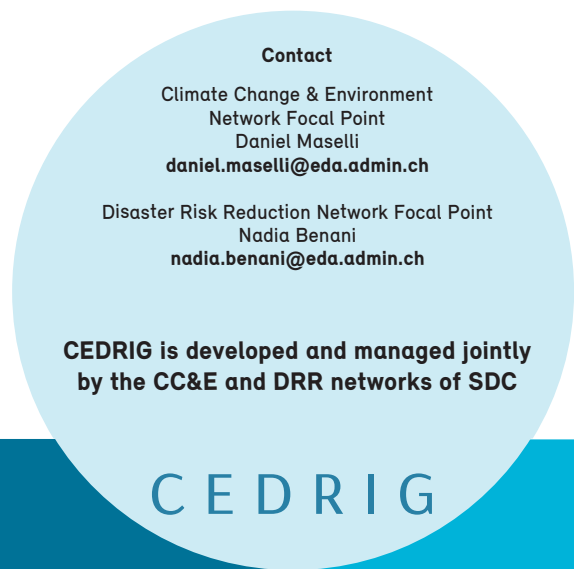 Contact
Climate Change & Environment
Network Focal Point
Daniel Maselli
daniel.maselli@eda.admin.ch
Disaster Risk Reduction Network Focal Point
Nadia Benani
nadia.benani@eda.admin.ch
CEDRIG is developed and managed jointly
by the CC&E and DRR networks of SDC
CEDRIG